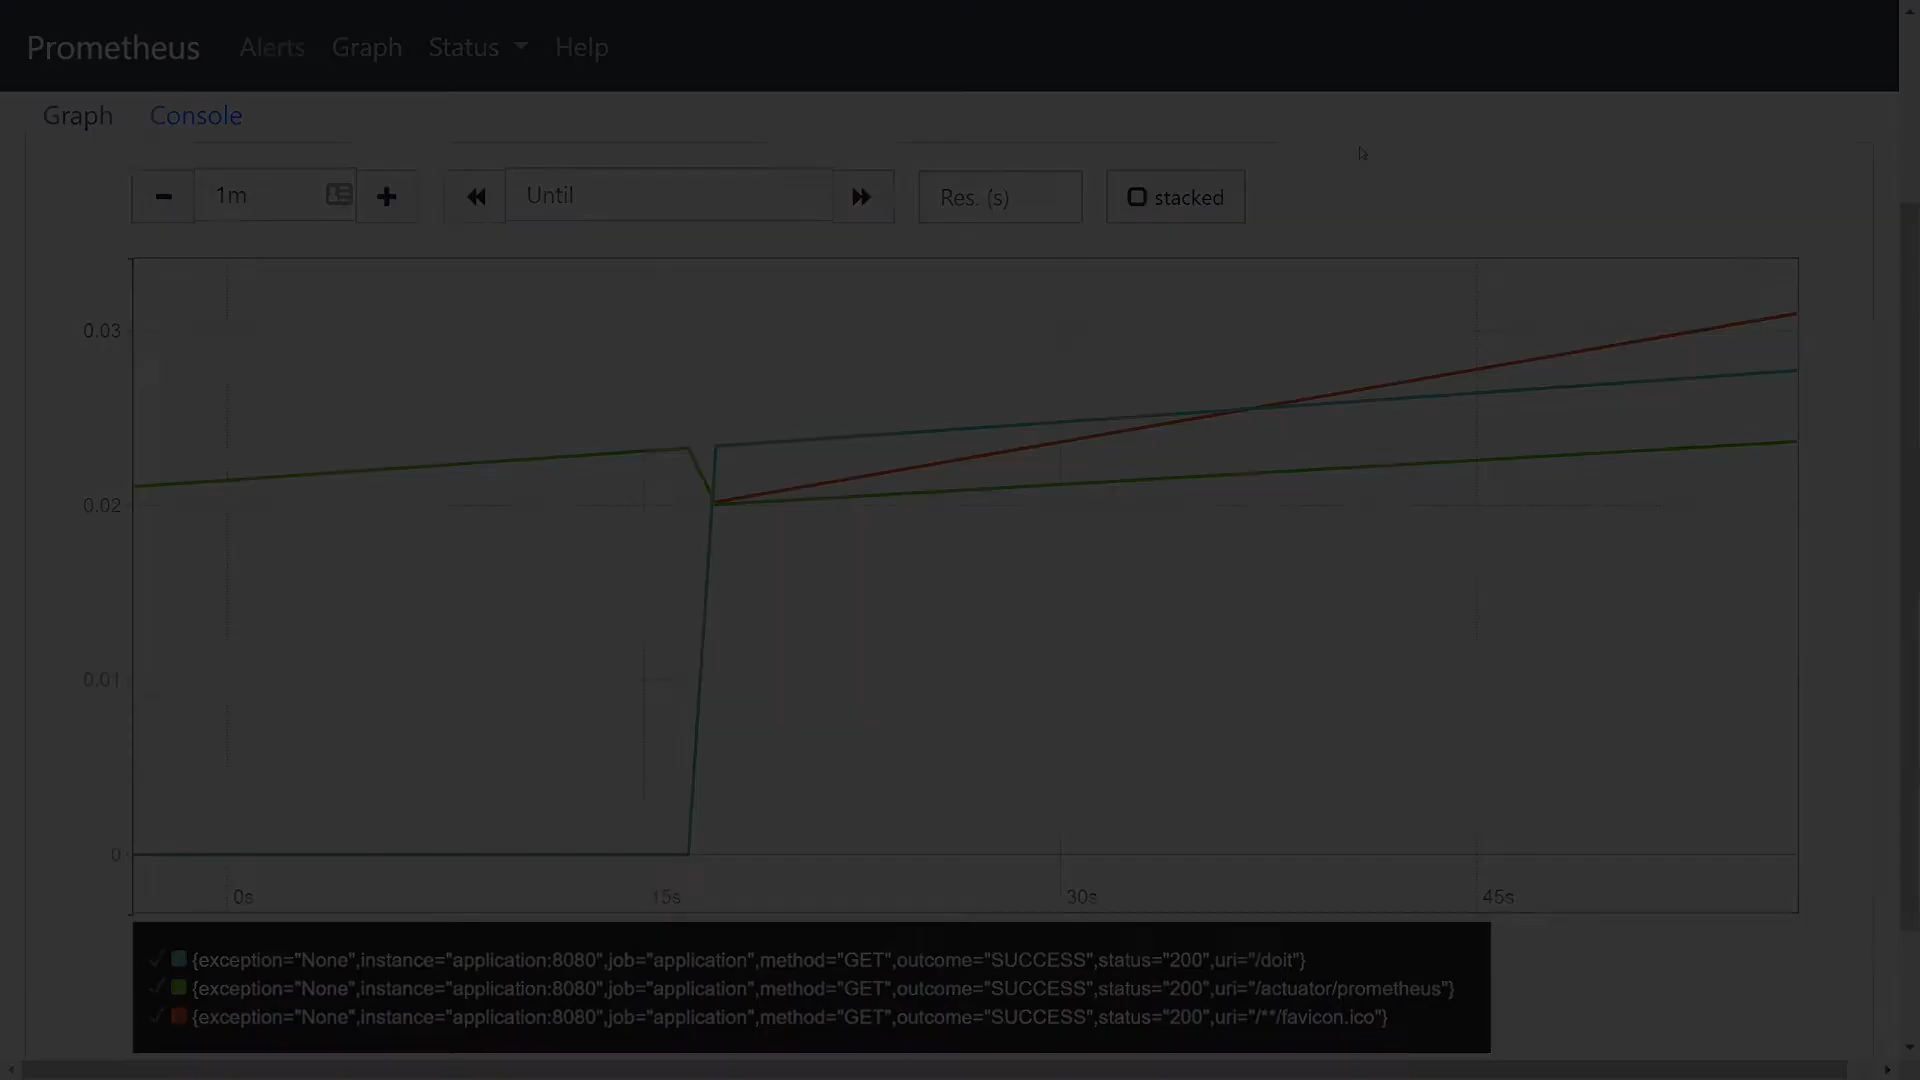 Prometheus Alerts Graph Status Help
Graph Console
1m Until Res. (s) stacked
0.03
0.02
0.01
0
0s 15s 30s 45s
{exception="None",instance="application:8080",job="application",method="GET",outcome="SUCCESS",status="200",uri="/doit"}
{exception="None",instance="application:8080",job="application",method="GET",outcome="SUCCESS",status="200",uri="/actuator/prometheus"}
{exception="None",instance="application:8080",job="application",method="GET",outcome="SUCCESS",status="200",uri="/**/favicon.ico"}